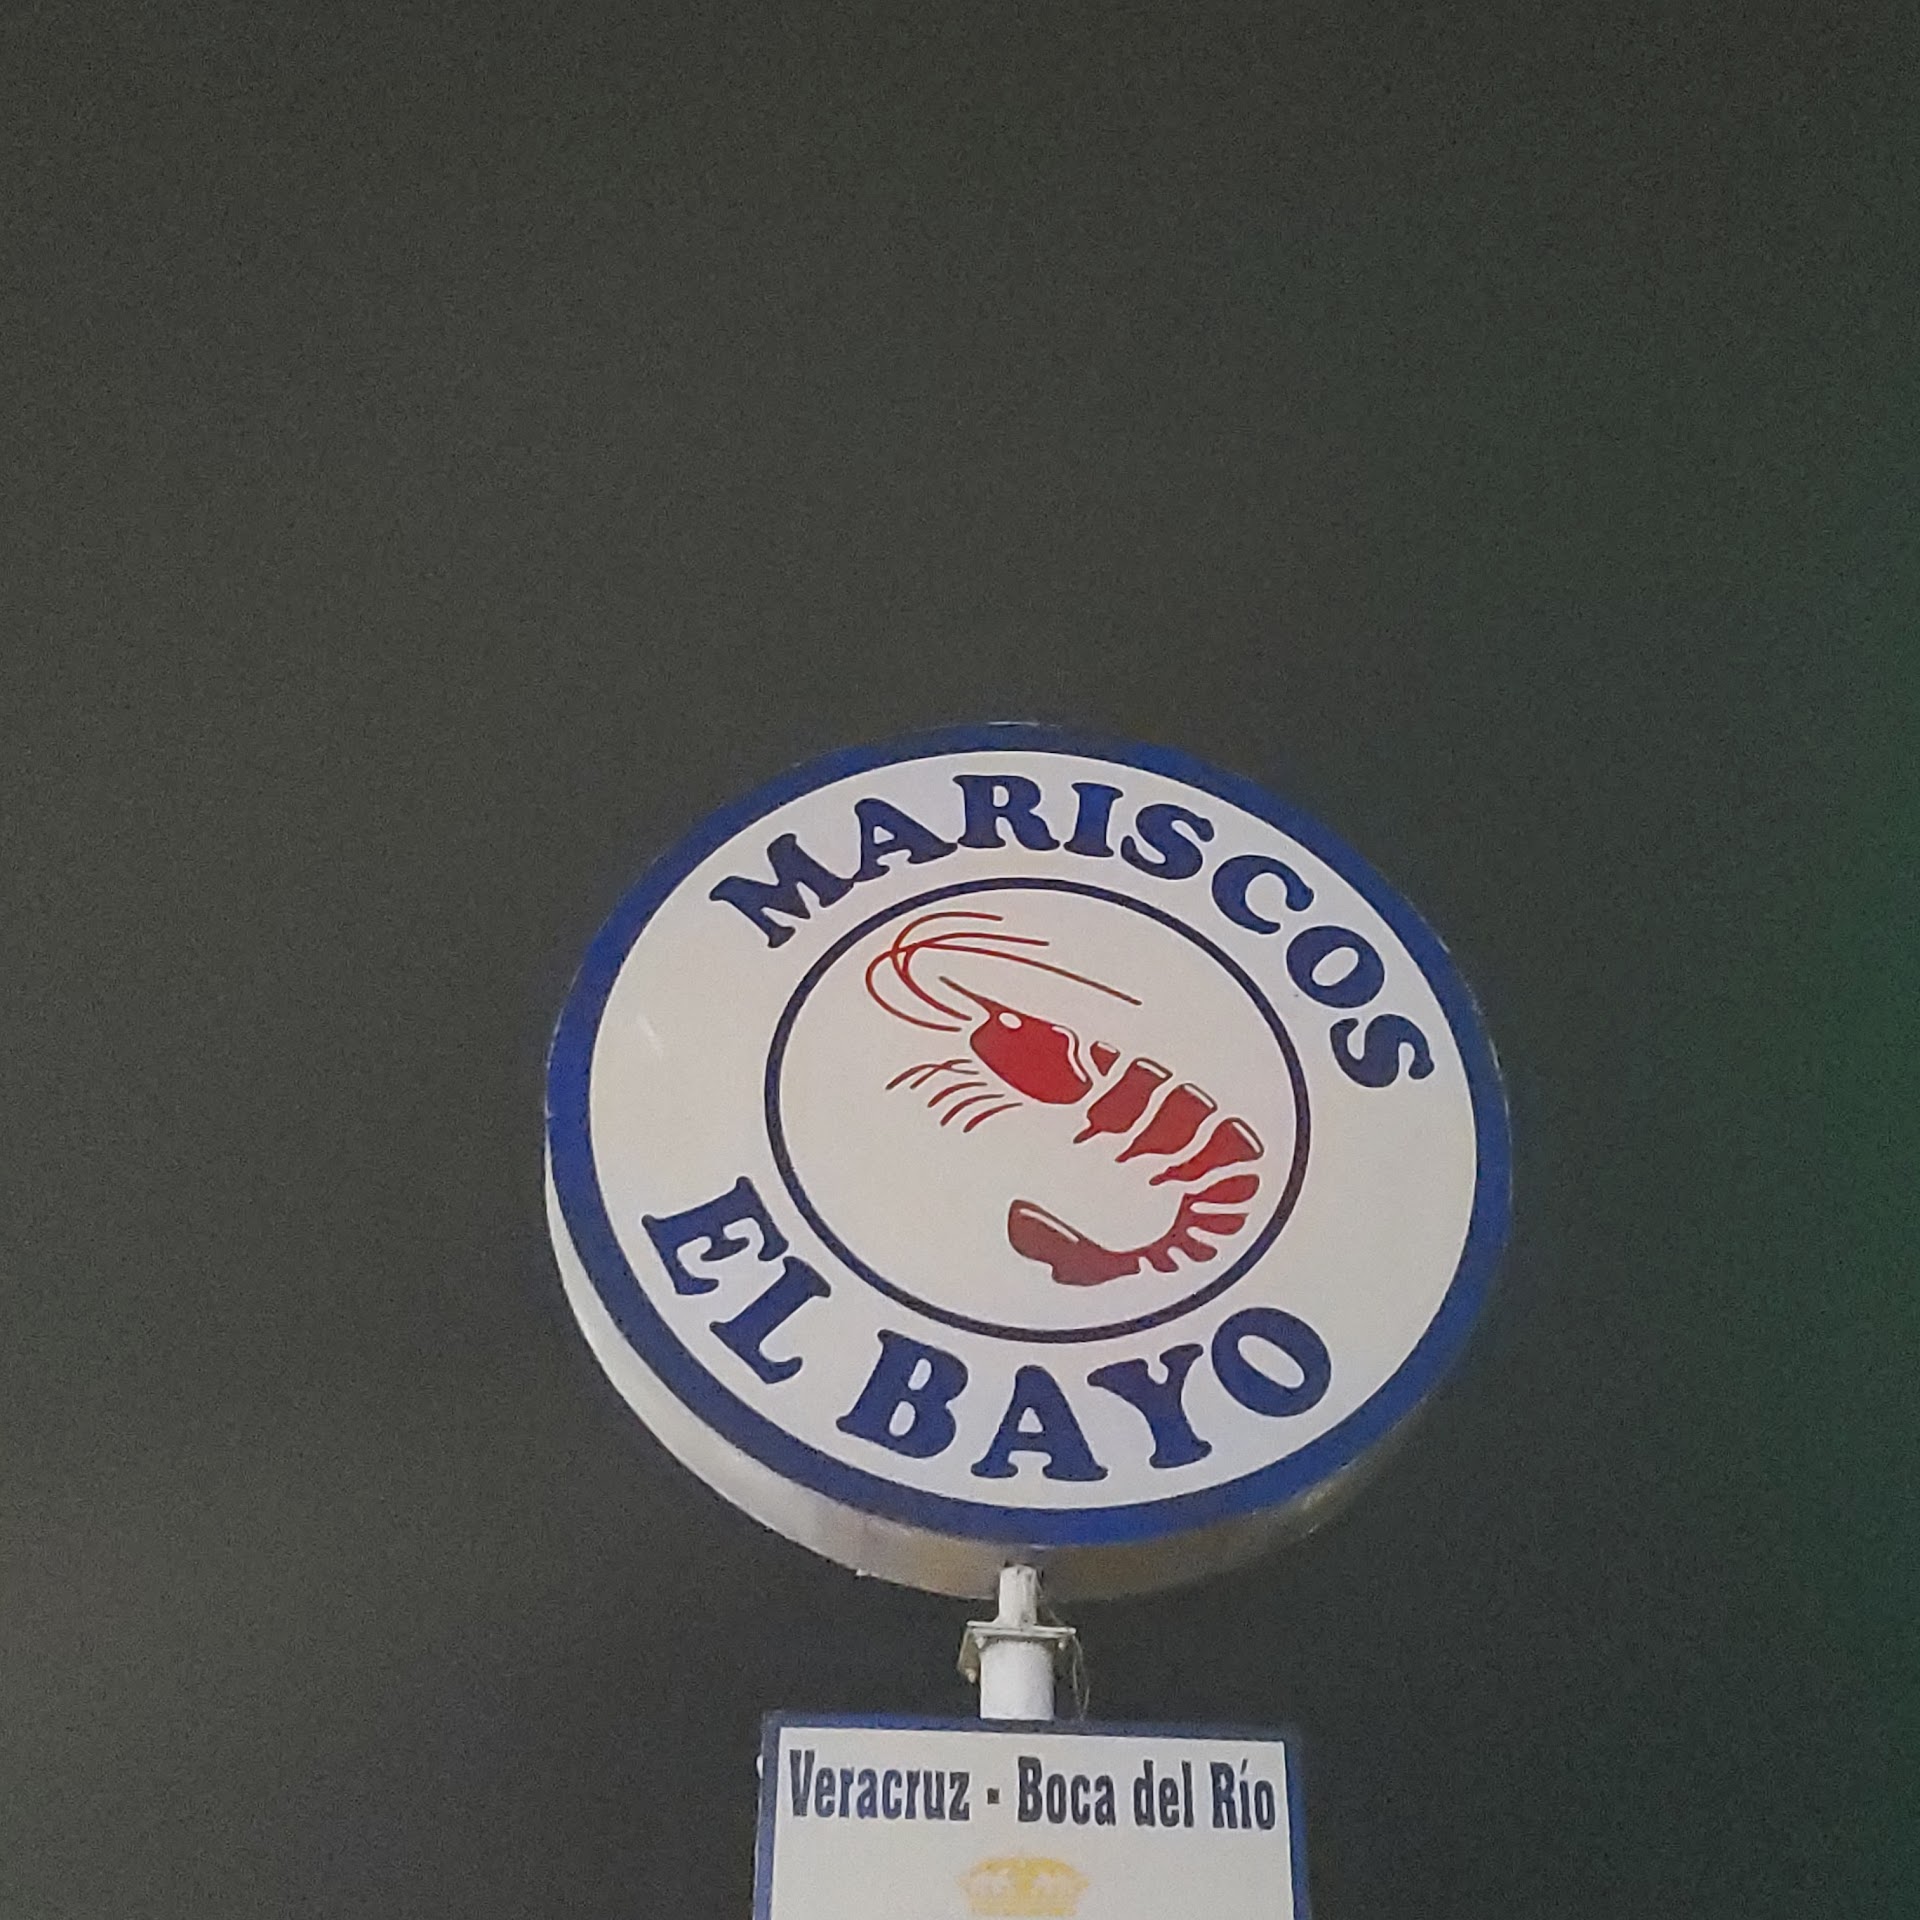 MARISCOS
EL BAYO
Veracruz - Boca del Río